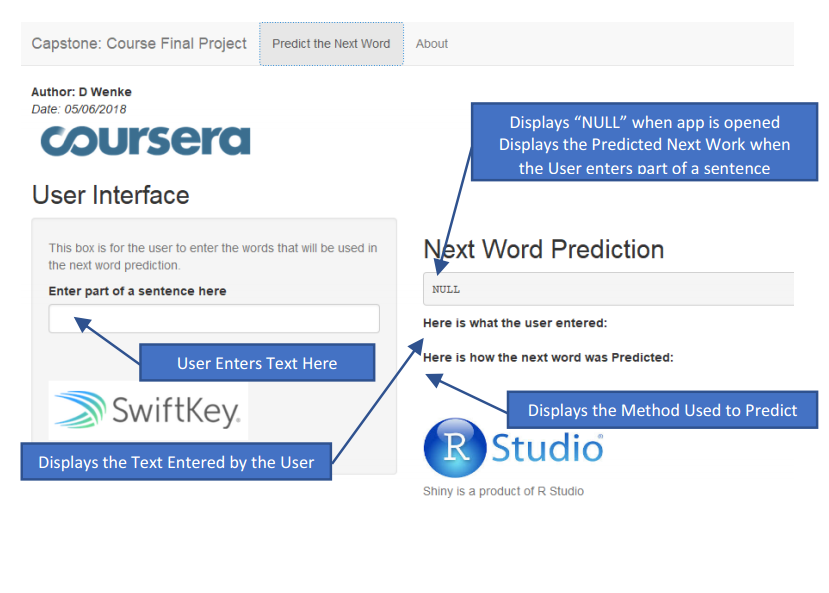 Capstone: Course Final Project Predict the Next Word About
Author: D Wenke
Date: 05/06/2018
coursera
User Interface
This box is for the user to enter the words that will be used in
the next word prediction.
Enter part of a sentence here
User Enters Text Here
SwiftKey.
Displays the Text Entered by the User
Displays “NULL” when app is opened
Displays the Predicted Next Work when
the User enters part of a sentence
Next Word Prediction
NULL
Here is what the user entered:
Here is how the next word was Predicted:
Displays the Method Used to Predict
R Studio®
Shiny is a product of R Studio